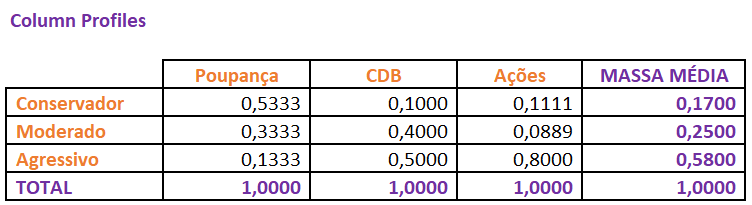 Column Profiles
Poupança CDB Ações MASSA MÉDIA
Conservador 0,5333 0,1000 0,1111 0,1700
Moderado 0,3333 0,4000 0,0889 0,2500
Agressivo 0,1333 0,5000 0,8000 0,5800
TOTAL 1,0000 1,0000 1,0000 1,0000